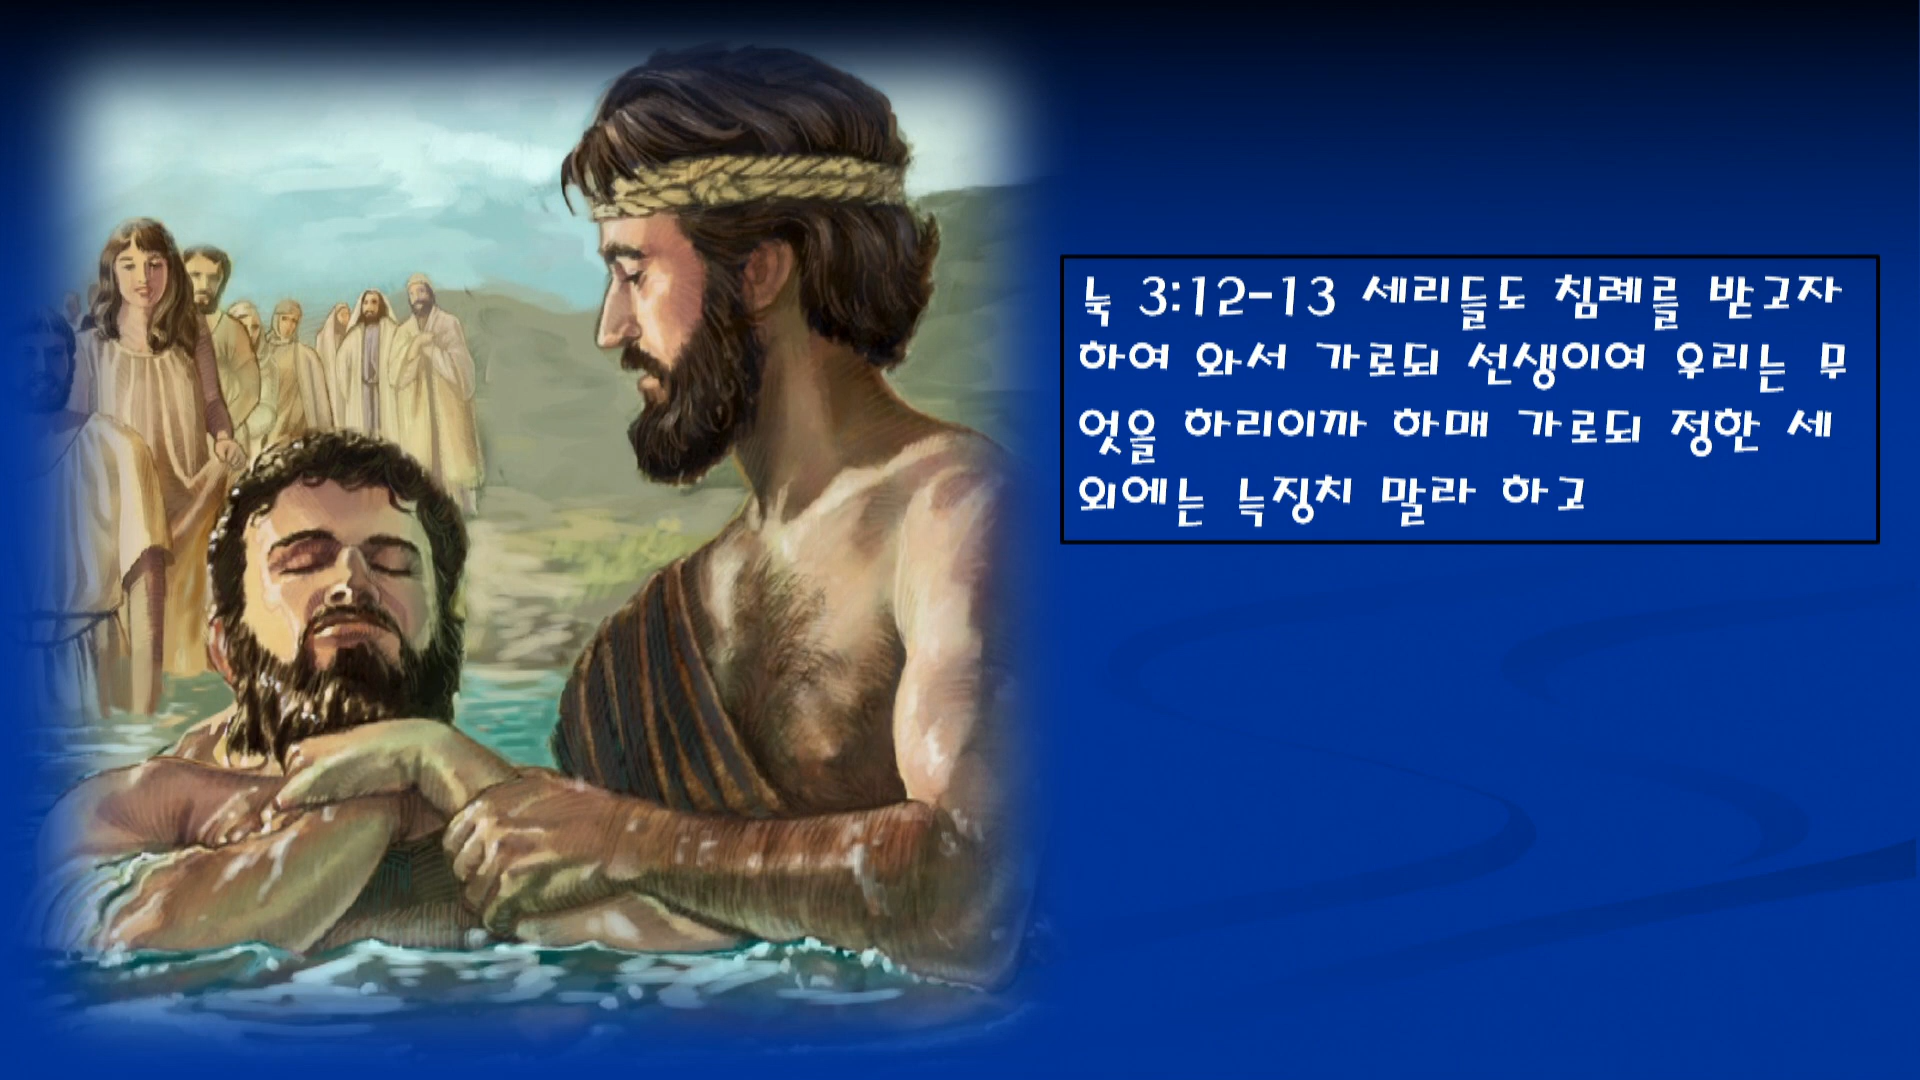 눅 3:12-13 세리들도 침례를 받고자
하여 와서 가로되 선생이여 우리는 무
엇을 하리이까 하매 가로되 정한 세
외에는 늑징치 말라 하고